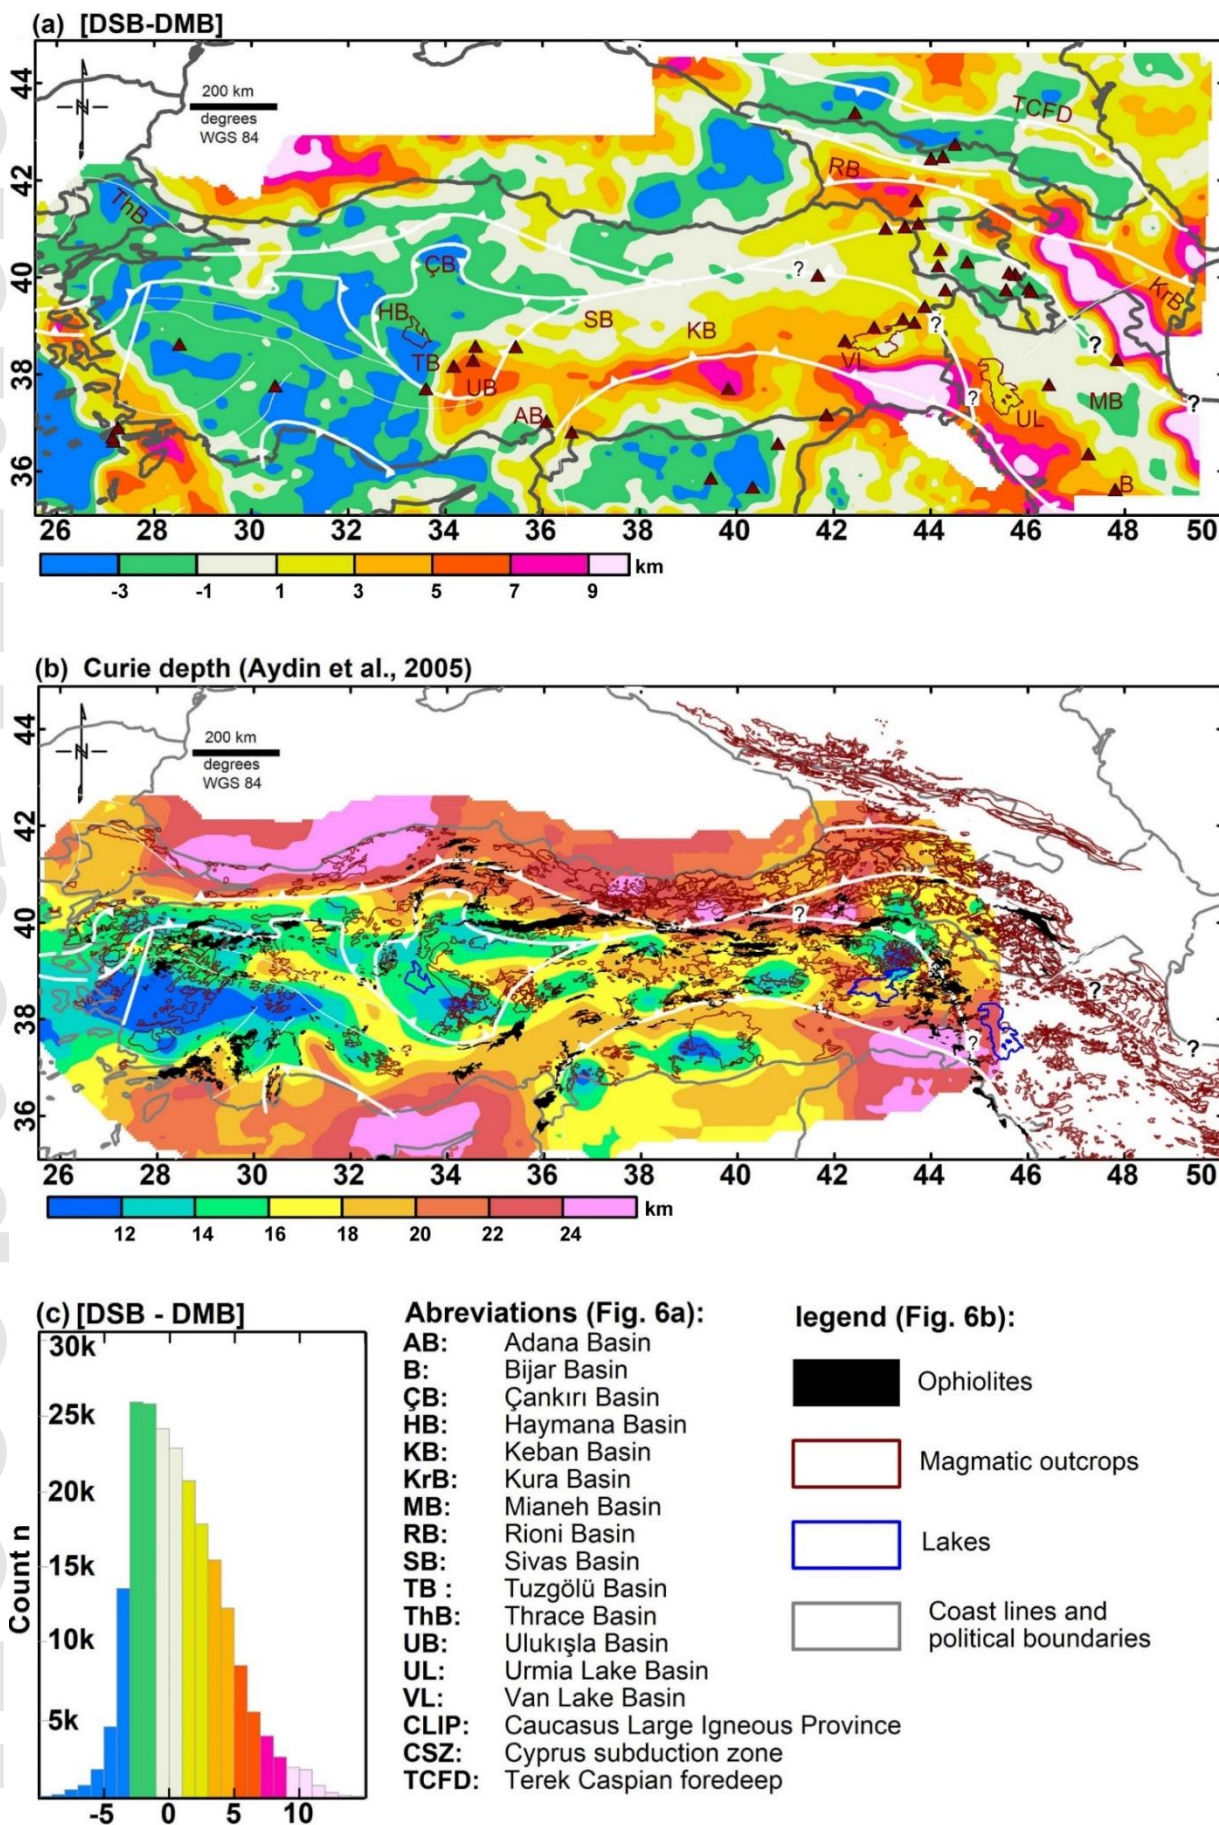 (a) [DSB-DMB]
44
42
40
38
36
N
200 km
degrees
WGS 84
ThB
TCFD
RB
ÇB
HB
SB
KB
TB
UB
AB
VL
UL
MB
KrB
B
?
?
?
?
?
26 28 30 32 34 36 38 40 42 44 46 48 50
-3 -1 1 3 5 7 9 km
(b) Curie depth (Aydin et al., 2005)
44
42
40
38
36
N
200 km
degrees
WGS 84
?
?
?
?
26 28 30 32 34 36 38 40 42 44 46 48 50
12 14 16 18 20 22 24 km
(c) [DSB - DMB]
30k
25k
20k
15k
10k
5k
Count n
-5 0 5 10
Abreviations (Fig. 6a):
AB: Adana Basin
B: Bijar Basin
ÇB: Çankırı Basin
HB: Haymana Basin
KB: Keban Basin
KrB: Kura Basin
MB: Mianeh Basin
RB: Rioni Basin
SB: Sivas Basin
TB : Tuzgölü Basin
ThB: Thrace Basin
UB: Ulukışla Basin
UL: Urmia Lake Basin
VL: Van Lake Basin
CLIP: Caucasus Large Igneous Province
CSZ: Cyprus subduction zone
TCFD: Terek Caspian foredeep
legend (Fig. 6b):
Ophiolites
Magmatic outcrops
Lakes
Coast lines and
political boundaries